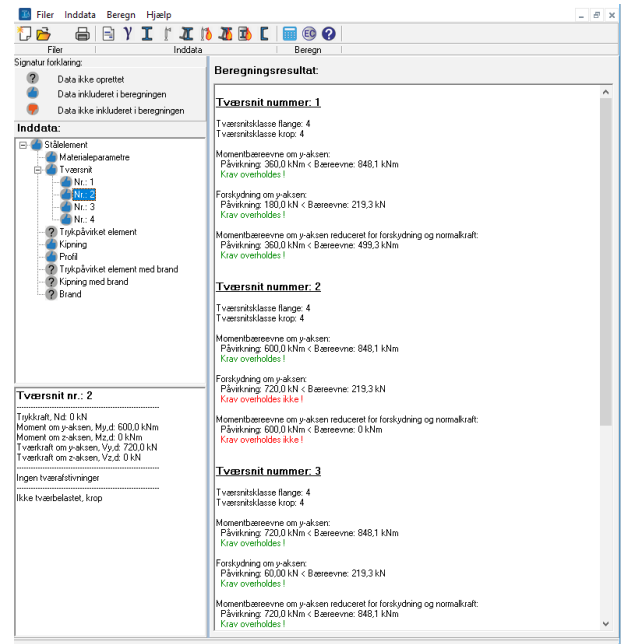 Filer Inddata Beregn Hjælp
Filer Inddata Beregn
Signatur forklaring:
Data ikke oprettet
Data inkluderet i beregningen
Data ikke inkluderet i beregningen
Inddata:
Stålelement
Materialeparametre
Tværsnit
Nr.: 1
Nr.: 2
Nr.: 3
Nr.: 4
Trykpåvirket element
Kipning
Profil
Trykpåvirket element med brand
Kipning med brand
Brand
Tværsnit nr.: 2
Trykkraft, Nd: 0 kN
Moment om y-aksen, My,d: 600,0 kNm
Moment om z-aksen, Mz,d: 0 kNm
Tværkraft om y-aksen, Vy,d: 720,0 kN
Tværkraft om z-aksen, Vz,d: 0 kN
Ingen tværafstivninger
Ikke tværbelastet, krop
Beregningsresultat:
Tværsnit nummer: 1
Tværsnitsklasse flange: 4
Tværsnitsklasse krop: 4
Momentbæreevne om y-aksen:
Påvirkning: 360,0 kNm < Bæreevne: 848,1 kNm
Krav overholdes !
Forskydning om y-aksen:
Påvirkning: 180,0 kN < Bæreevne: 219,3 kN
Krav overholdes !
Momentbæreevne om y-aksen reduceret for forskydning og normalkraft:
Påvirkning: 360,0 kNm < Bæreevne: 499,3 kNm
Krav overholdes !
Tværsnit nummer: 2
Tværsnitsklasse flange: 4
Tværsnitsklasse krop: 4
Momentbæreevne om y-aksen:
Påvirkning: 600,0 kNm < Bæreevne: 848,1 kNm
Krav overholdes !
Forskydning om y-aksen:
Påvirkning: 720,0 kN < Bæreevne: 219,3 kN
Krav overholdes ikke !
Momentbæreevne om y-aksen reduceret for forskydning og normalkraft:
Påvirkning: 600,0 kNm < Bæreevne: 0 kNm
Krav overholdes ikke !
Tværsnit nummer: 3
Tværsnitsklasse flange: 4
Tværsnitsklasse krop: 4
Momentbæreevne om y-aksen:
Påvirkning: 720,0 kNm < Bæreevne: 848,1 kNm
Krav overholdes !
Forskydning om y-aksen:
Påvirkning: 60,00 kN < Bæreevne: 219,3 kN
Krav overholdes !
Momentbæreevne om y-aksen reduceret for forskydning og normalkraft:
Påvirkning: 720,0 kNm < Bæreevne: 848,1 kNm
Krav overholdes !